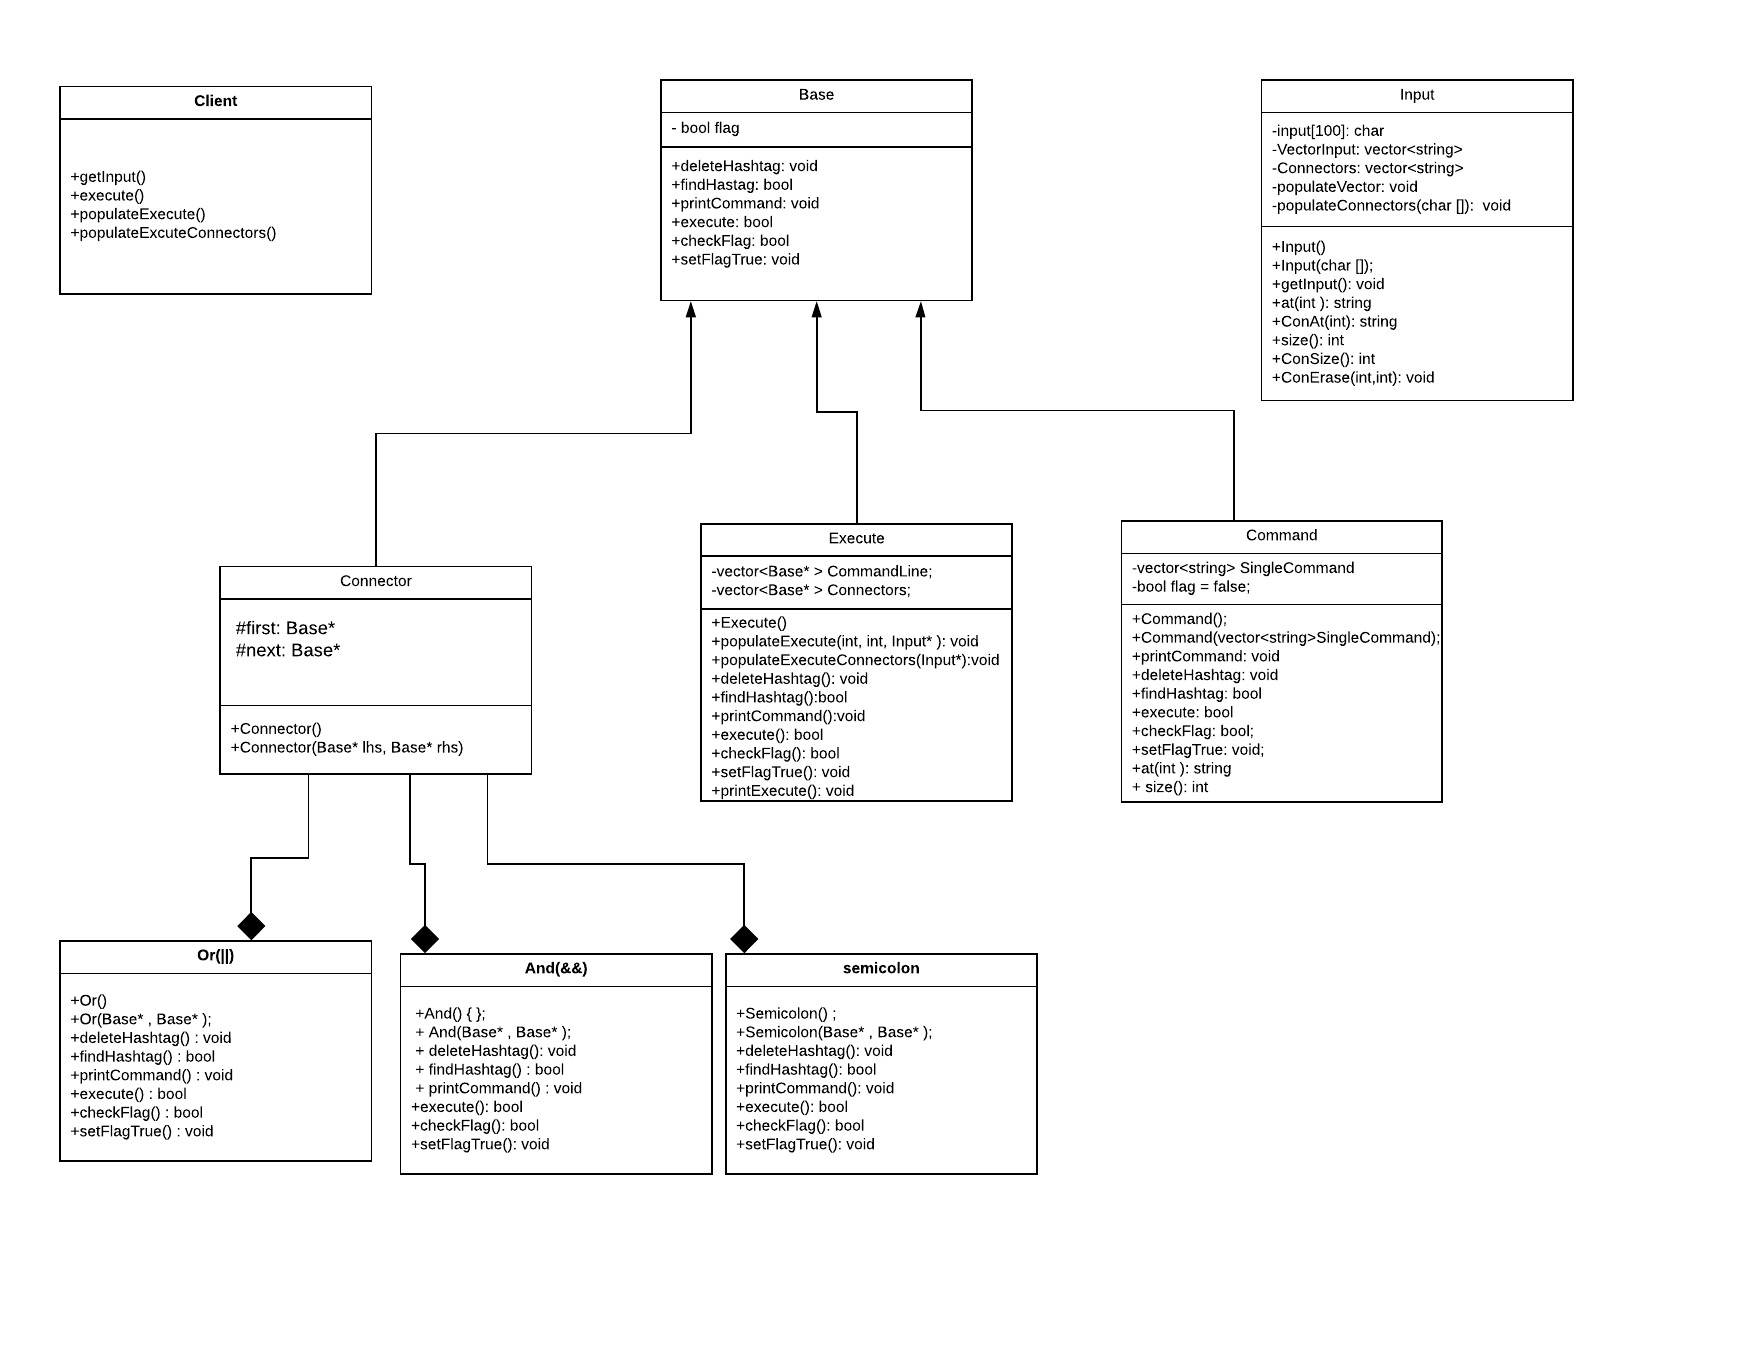 Client
+getInput()
+execute()
+populateExecute()
+populateExcuteConnectors()
Base
- bool flag
+deleteHashtag: void
+findHastag: bool
+printCommand: void
+execute: bool
+checkFlag: bool
+setFlagTrue: void
Input
-input[100]: char
-VectorInput: vector<string>
-Connectors: vector<string>
-populateVector: void
-populateConnectors(char []):  void
+Input()
+Input(char []);
+getInput(): void
+at(int ): string
+ConAt(int): string
+size(): int
+ConSize(): int
+ConErase(int,int): void
Connector
#first: Base*
#next: Base*
+Connector()
+Connector(Base* lhs, Base* rhs)
Execute
-vector<Base* > CommandLine;
-vector<Base* > Connectors;
+Execute()
+populateExecute(int, int, Input* ): void
+populateExecuteConnectors(Input*):void
+deleteHashtag(): void
+findHashtag():bool
+printCommand():void
+execute(): bool
+checkFlag(): bool
+setFlagTrue(): void
+printExecute(): void
Command
-vector<string> SingleCommand
-bool flag = false;
+Command();
+Command(vector<string>SingleCommand);
+printCommand: void
+deleteHashtag: void
+findHashtag: bool
+execute: bool
+checkFlag: bool;
+setFlagTrue: void;
+at(int ): string
+ size(): int
Or(||)
+Or()
+Or(Base* , Base* );
+deleteHashtag() : void
+findHashtag() : bool
+printCommand() : void
+execute() : bool
+checkFlag() : bool
+setFlagTrue() : void
And(&&)
+And() { };
+ And(Base* , Base* );
+ deleteHashtag(): void
+ findHashtag() : bool
+ printCommand() : void
+execute(): bool
+checkFlag(): bool
+setFlagTrue(): void
semicolon
+Semicolon() ;
+Semicolon(Base* , Base* );
+deleteHashtag(): void
+findHashtag(): bool
+printCommand(): void
+execute(): bool
+checkFlag(): bool
+setFlagTrue(): void